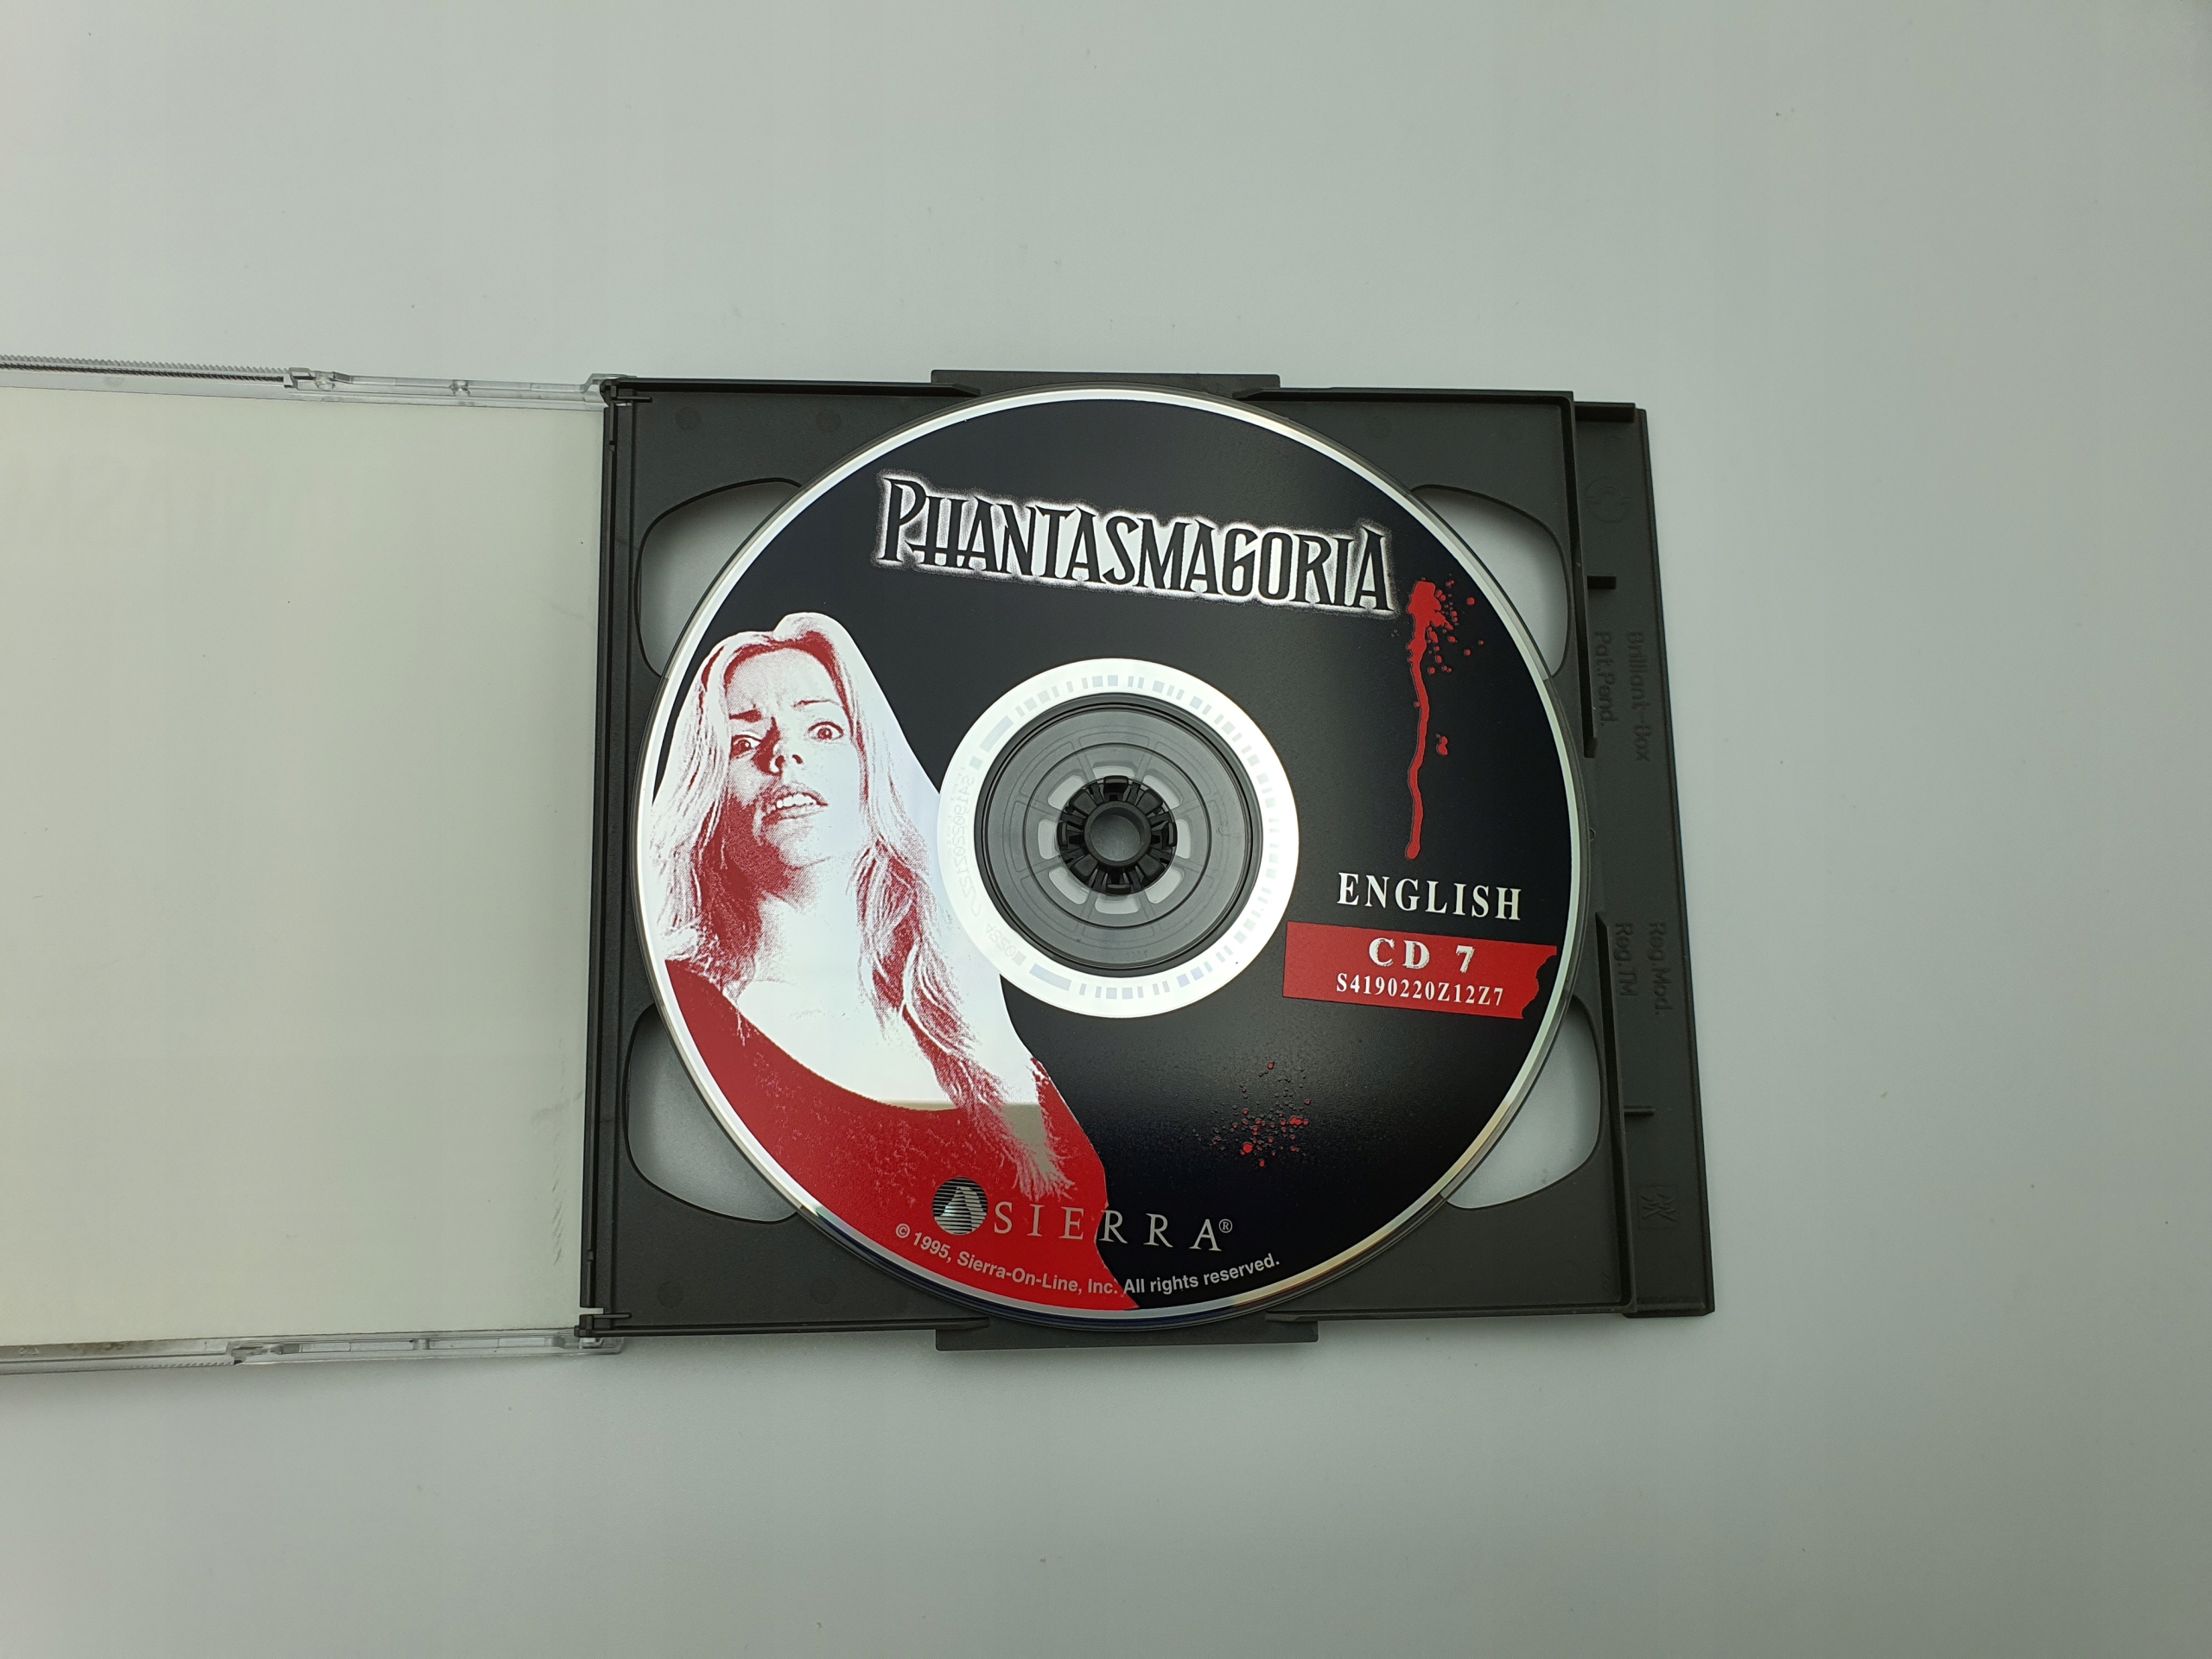 PHANTASMAGORIA
ENGLISH
CD 7
S4190220Z12Z7
SIERRA®
© 1995, Sierra-On-Line, Inc. All rights reserved.
Brilliant-Box
Pat.Pend.
Reg.Mod.
Reg.TM